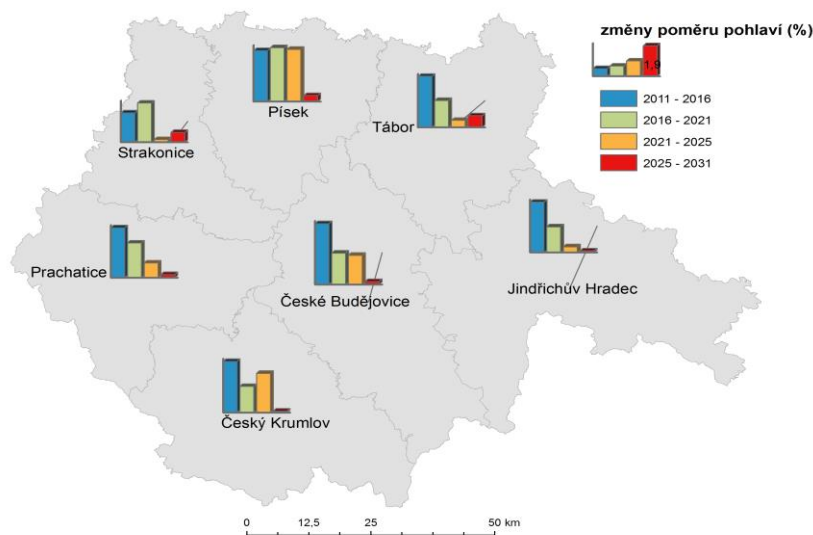 změny poměru pohlaví (%)
1,9
2011 - 2016
2016 - 2021
2021 - 2025
2025 - 2031
Písek
Tábor
Strakonice
Prachatice
České Budějovice
Jindřichův Hradec
Český Krumlov
0 12,5 25 50 km